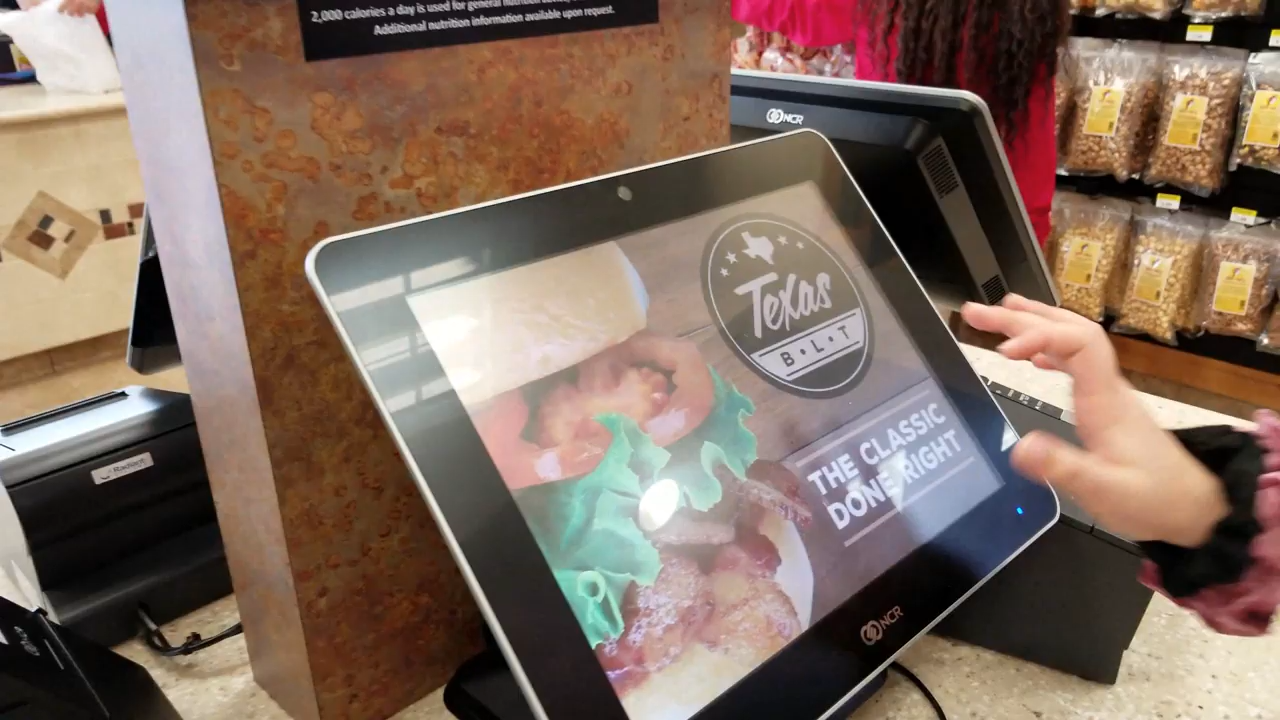 2,000 calories a day is used for general nutrition
Additional nutrition information available upon request.
NCR
Texas
B•L•T
THE CLASSIC
DONE RIGHT
NCR
Radiant